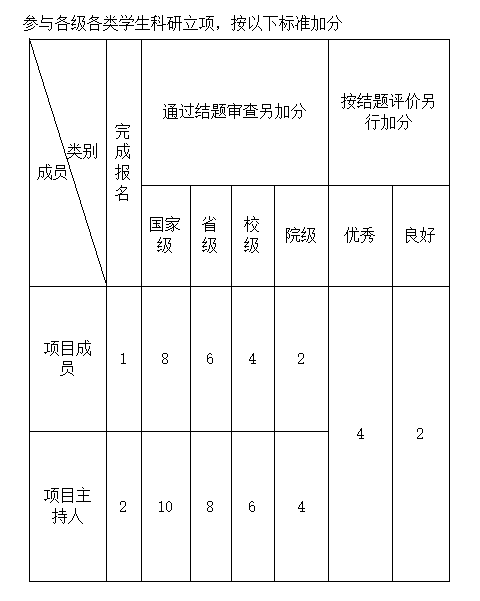 参与各级各类学生科研立项，按以下标准加分
类别
成员
完成报名
通过结题审查另加分
按结题评价另
行加分
国家
级
省
级
校
级
院级
优秀
良好
项目成
员
1
8
6
4
2
4
2
项目主
持人
2
10
8
6
4